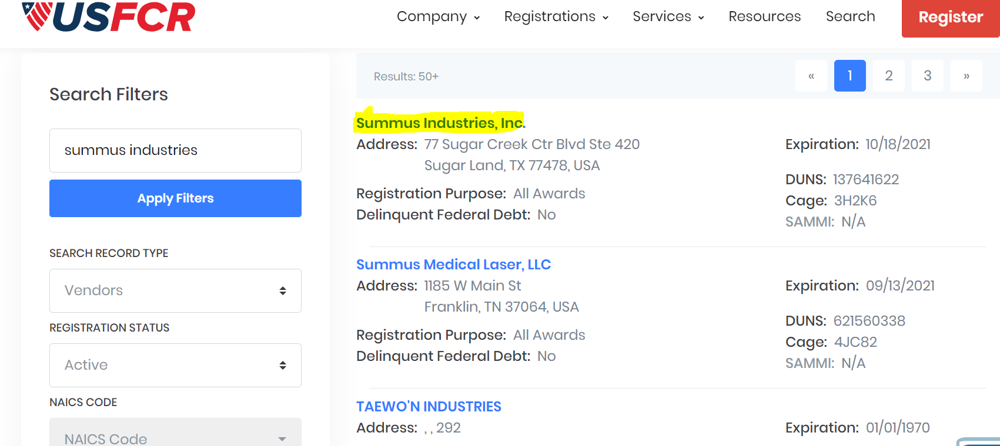 USFCR
Company
Registrations
Services
Resources
Search
Register
Search Filters
summus industries
Apply Filters
SEARCH RECORD TYPE
Vendors
REGISTRATION STATUS
Active
NAICS CODE
NAICS Code
Results: 50+
« 1 2 3 »
Summus Industries, Inc.
Address: 77 Sugar Creek Ctr Blvd Ste 420
Sugar Land, TX 77478, USA
Registration Purpose: All Awards
Delinquent Federal Debt: No
Expiration: 10/18/2021
DUNS: 137641622
Cage: 3H2K6
SAMMI: N/A
Summus Medical Laser, LLC
Address: 1185 W Main St
Franklin, TN 37064, USA
Registration Purpose: All Awards
Delinquent Federal Debt: No
Expiration: 09/13/2021
DUNS: 621560338
Cage: 4JC82
SAMMI: N/A
TAEWO'N INDUSTRIES
Address: , , 292
Expiration: 01/01/1970